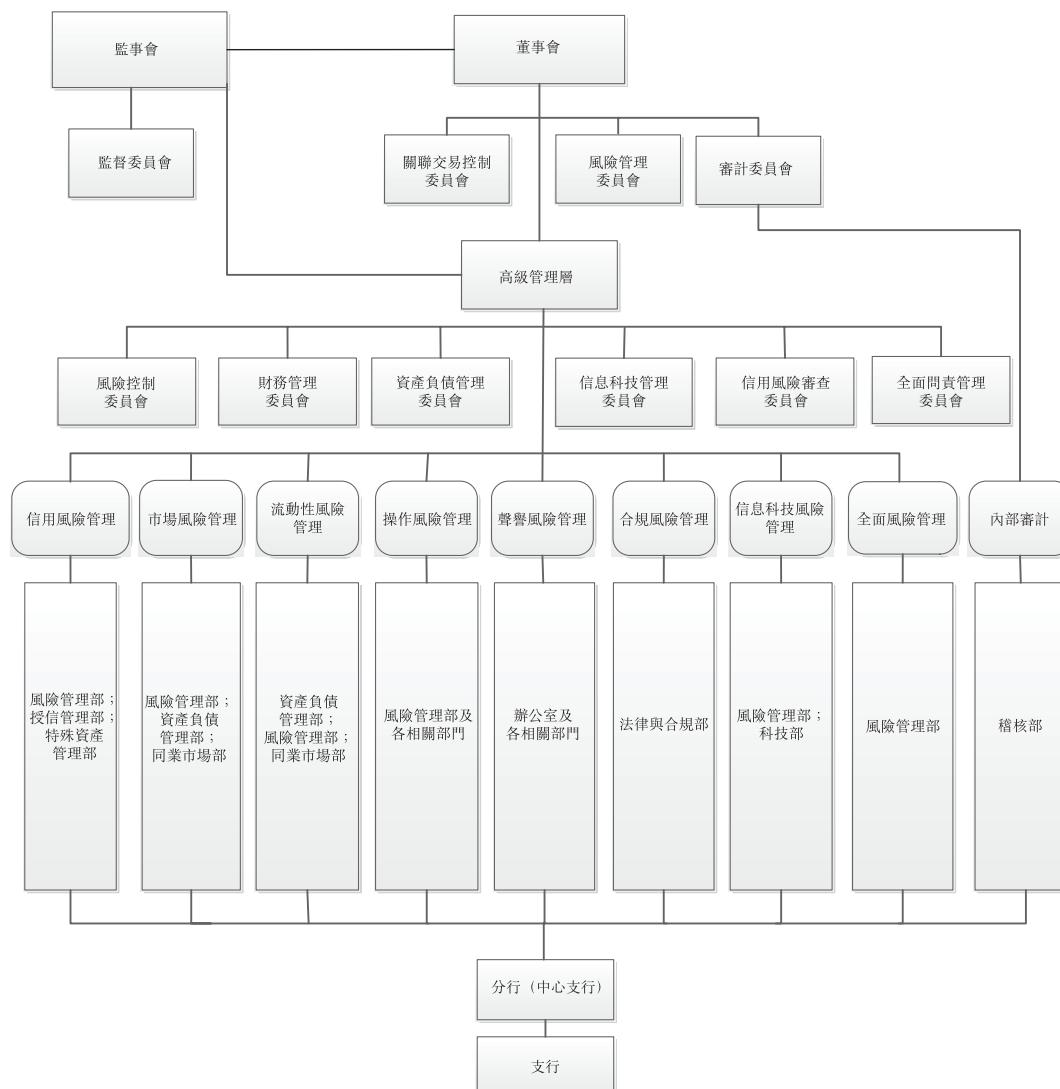 監事會
董事會
監督委員會
關聯交易控制
委員會
風險管理
委員會
審計委員會
高級管理層
風險控制
委員會
財務管理
委員會
資產負債管理
委員會
信息科技管理
委員會
信用風險審查
委員會
全面問責管理
委員會
信用風險管理
市場風險管理
流動性風險
管理
操作風險管理
聲譽風險管理
合規風險管理
信息科技風險
管理
全面風險管理
內部審計
風險管理部；
授信管理部；
特殊資產
管理部
風險管理部；
資產負債
管理部；
同業市場部
資產負債
管理部；
風險管理部；
同業市場部
風險管理部及
各相關部門
辦公室及
各相關部門
法律與合規部
風險管理部；
科技部
風險管理部
稽核部
分行（中心支行）
支行